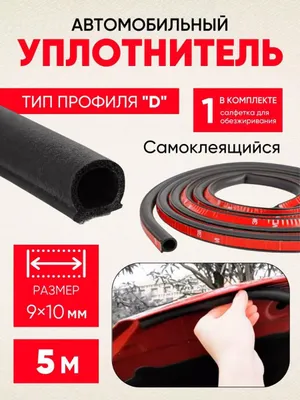 АВТОМОБИЛЬНЫЙ
УПЛОТНИТЕЛЬ
ТИП ПРОФИЛЯ "D"
1 В КОМПЛЕКТЕ
салфетка для
обезжиривания
Самоклеящийся
РАЗМЕР
9×10 мм
5 м